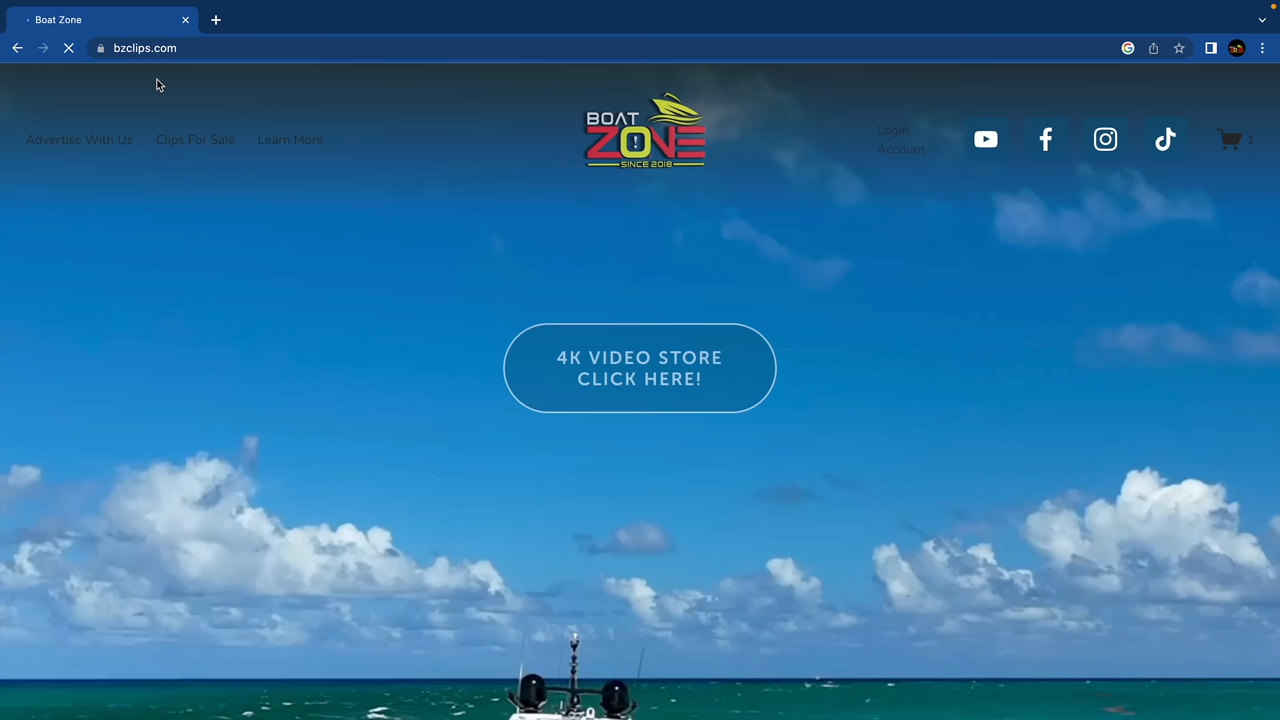 Boat Zone
bzclips.com
Advertise With Us
Clips For Sale
Learn More
BOAT
ZONE
!
SINCE 2018
Login
Account
1
4K VIDEO STORE
CLICK HERE!